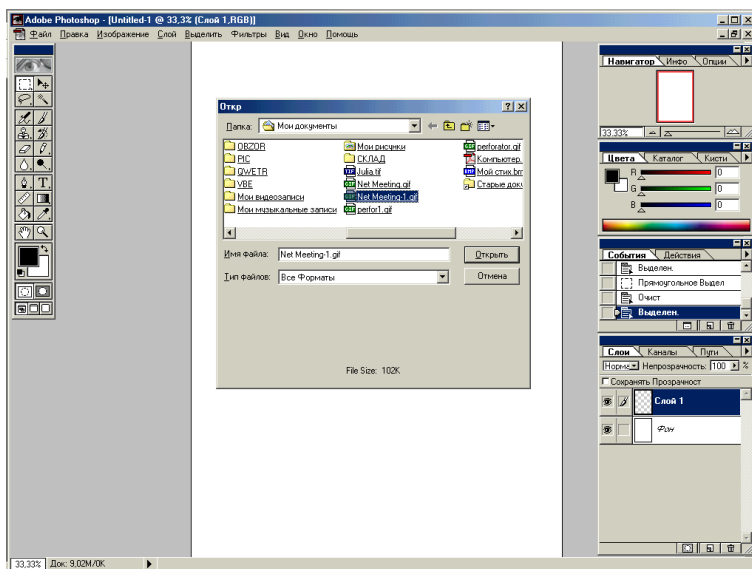 Adobe Photoshop - [Untitled-1 @ 33,3% (Слой 1,RGB)]
Файл Правка Изображение Слой Выделить Фильтры Вид Окно Помощь
Навигатор Инфо Опции
33.33%
Цвета Каталог Кисти
R 0
G 0
B 0
События Действия
Выделен.
Прямоугольное Выдел
Очист
Выделен.
Слои Каналы Пути
Норма Непрозрачность: 100 %
Сохранять Прозрачност
Слой 1
Фон
Откр
Папка: Мои документы
OBZOR
PIC
QWETR
VBE
Мои видеозаписи
Мои музыкальные записи
Мои рисунки
СКЛАД
Julia.tif
Net Meeting.gif
Net Meeting-1.gif
perfor1.gif
perforator.gif
Компьютер.
Мой стих.bm
Старые доку
Имя файла: Net Meeting-1.gif Открыть
Тип файлов: Все Форматы Отмена
File Size: 102K
33,33% Док: 9,02M/0K